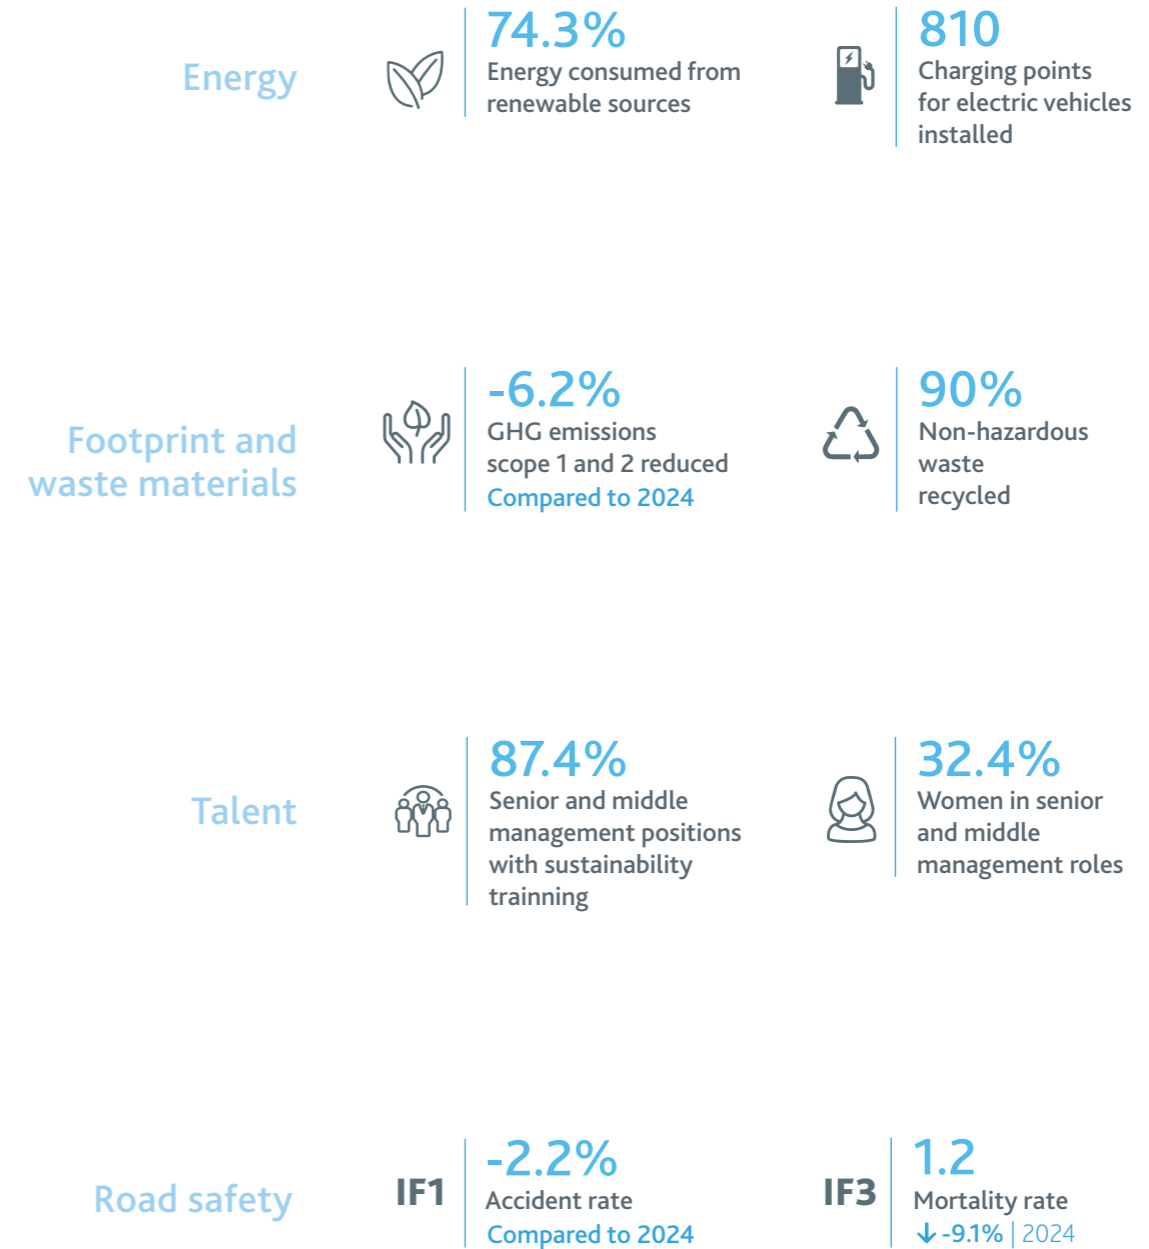 Energy
74.3%
Energy consumed from
renewable sources
810
Charging points
for electric vehicles
installed
Footprint and
waste materials
-6.2%
GHG emissions
scope 1 and 2 reduced
Compared to 2024
90%
Non-hazardous
waste
recycled
Talent
87.4%
Senior and middle
management positions
with sustainability
trainning
32.4%
Women in senior
and middle
management roles
Road safety
IF1
-2.2%
Accident rate
Compared to 2024
IF3
1.2
Mortality rate
↓ -9.1% | 2024